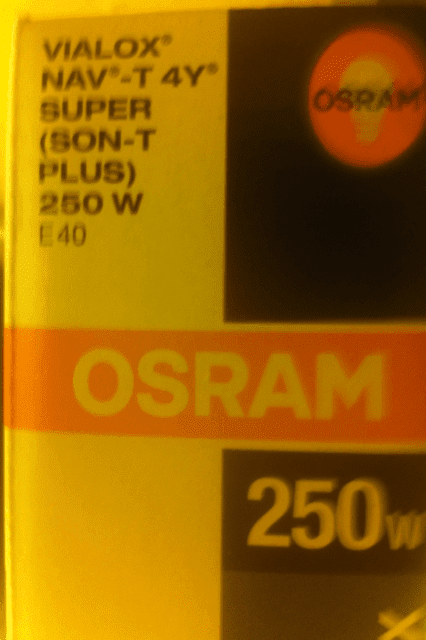 VIALOX®
NAV®-T 4Y®
SUPER
(SON-T
PLUS)
250 W
E40
OSRAM
OSRAM
250W